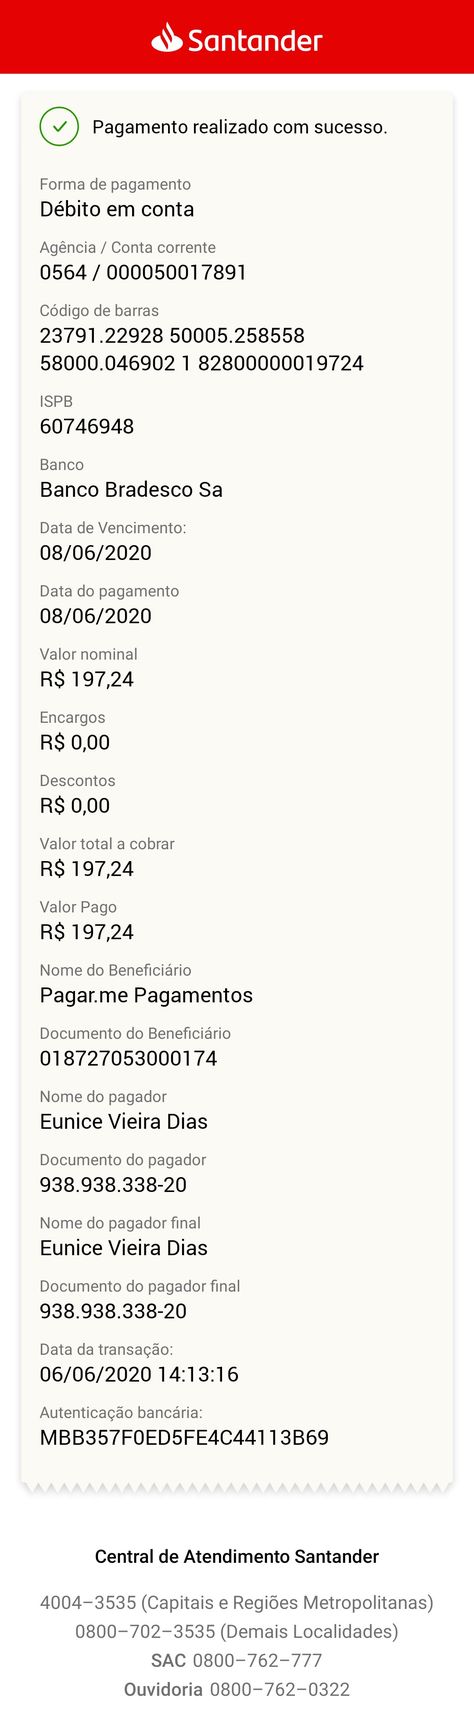 Santander
Pagamento realizado com sucesso.
Forma de pagamento
Débito em conta
Agência / Conta corrente
0564 / 000050017891
Código de barras
23791.22928 50005.258558
58000.046902 1 82800000019724
ISPB
60746948
Banco
Banco Bradesco Sa
Data de Vencimento:
08/06/2020
Data do pagamento
08/06/2020
Valor nominal
R$ 197,24
Encargos
R$ 0,00
Descontos
R$ 0,00
Valor total a cobrar
R$ 197,24
Valor Pago
R$ 197,24
Nome do Beneficiário
Pagar.me Pagamentos
Documento do Beneficiário
018727053000174
Nome do pagador
Eunice Vieira Dias
Documento do pagador
938.938.338-20
Nome do pagador final
Eunice Vieira Dias
Documento do pagador final
938.938.338-20
Data da transação:
06/06/2020 14:13:16
Autenticação bancária:
MBB357F0ED5FE4C44113B69
Central de Atendimento Santander
4004–3535 (Capitais e Regiões Metropolitanas)
0800–702–3535 (Demais Localidades)
SAC 0800–762–777
Ouvidoria 0800–762–0322